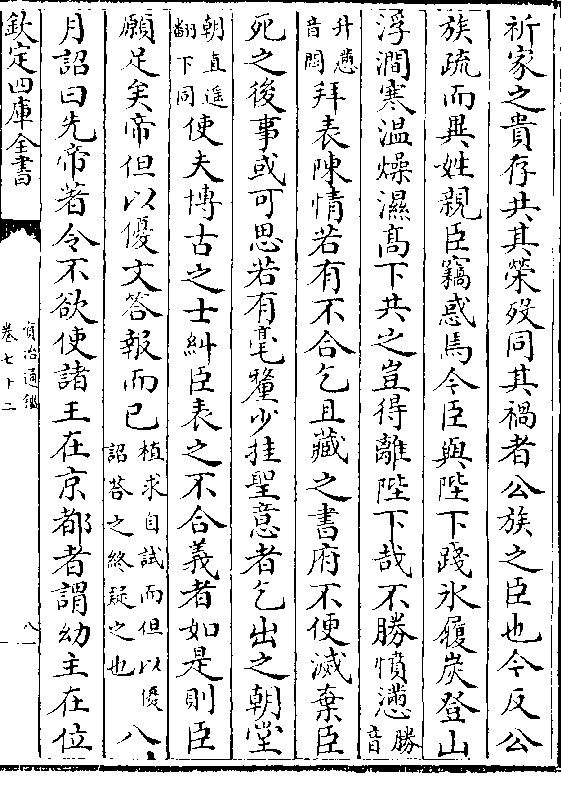 祈家之貴存共其榮歿同其禍者公族之臣也今反公
族疏而異姓親臣竊惑焉今臣與陛下踐氷履炭登山
浮澗寒温燥濕髙下共之豈得離陛下哉不勝憤懣勝音
升懣音悶拜表陳情若有不合乞且藏之書府不便滅棄臣
死之後事或可思若有毫釐少挂聖意者乞出之朝堂
朝直遥翻下同使夫博古之士糾臣表之不合義者如是則臣
願足矣帝但以優文答報而已植求自試而但以優詔答之終疑之也八
月詔曰先帝著令不欲使諸王在京都者謂幼主在位
欽定四庫全書
資治通鑑
卷七十二
八